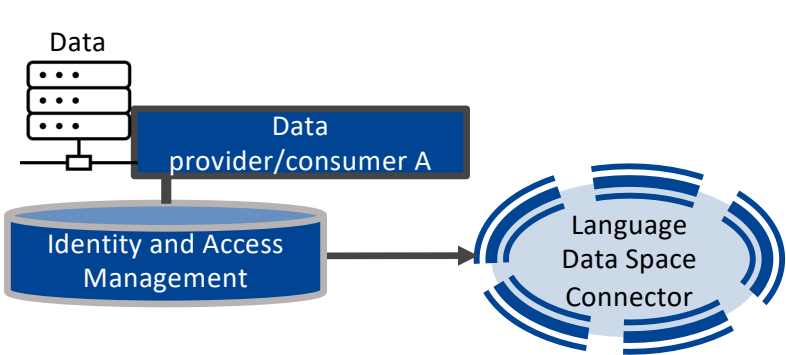 Data
Data
provider/consumer A
Identity and Access
Management
Language
Data Space
Connector